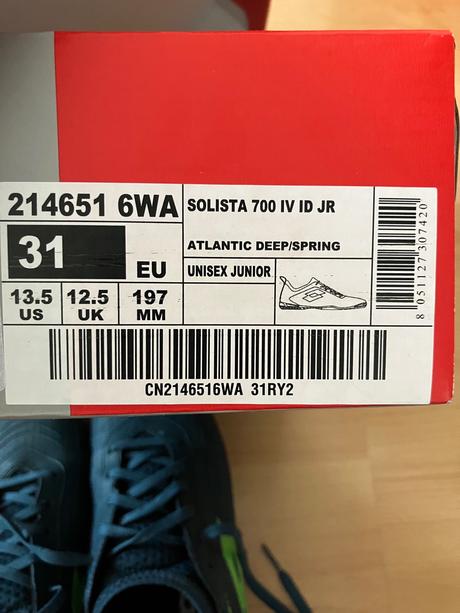 214651 6WA
SOLISTA 700 IV ID JR
ATLANTIC DEEP/SPRING
31 EU
UNISEX JUNIOR
13.5 US
12.5 UK
197 MM
8 051127 307420
CN2146516WA 31RY2